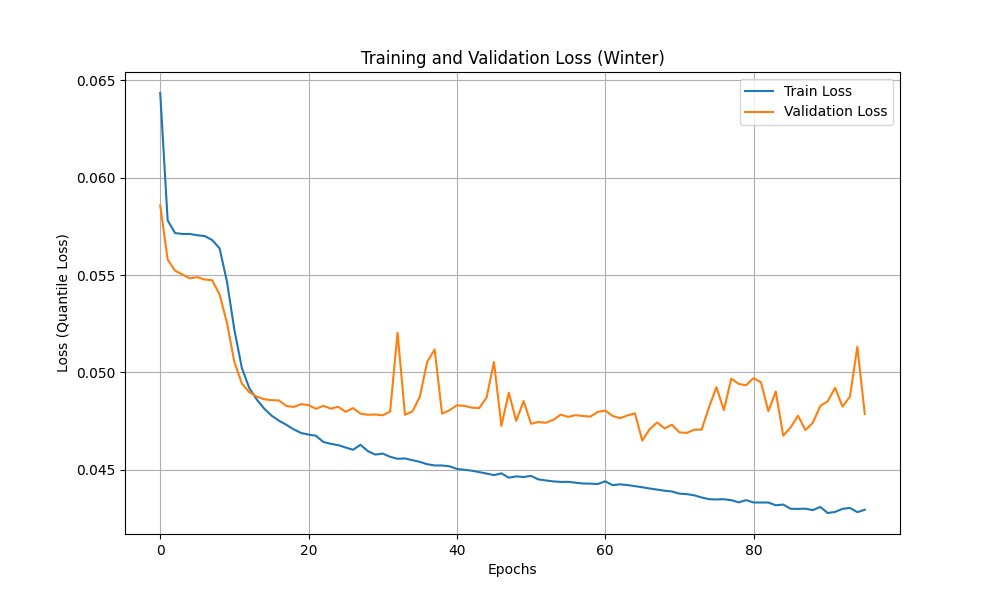 Training and Validation Loss (Winter)
Train Loss
Validation Loss
Loss (Quantile Loss)
0.065
0.060
0.055
0.050
0.045
0 20 40 60 80
Epochs